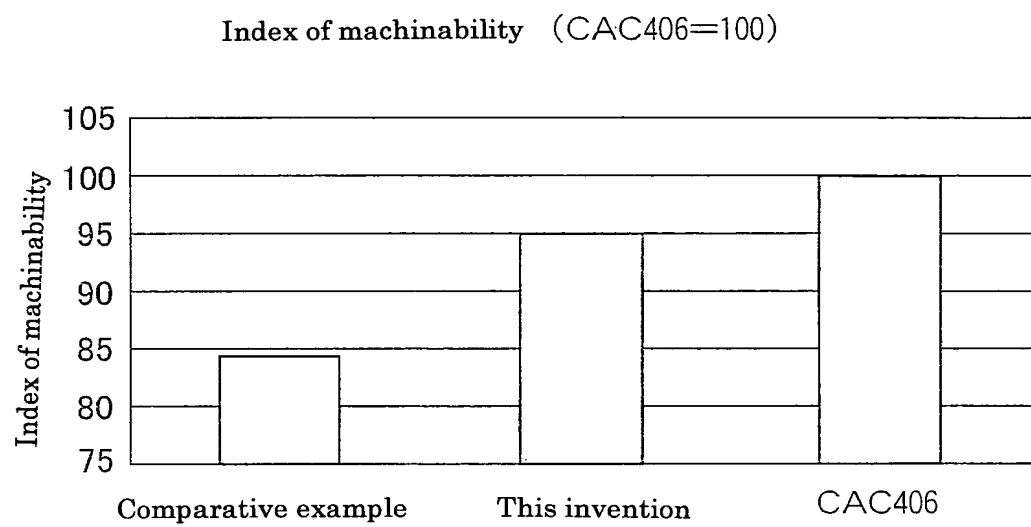 Index of machinability （CAC406＝100）
105
100
95
90
85
80
75
Index of machinability
Comparative example This invention CAC406